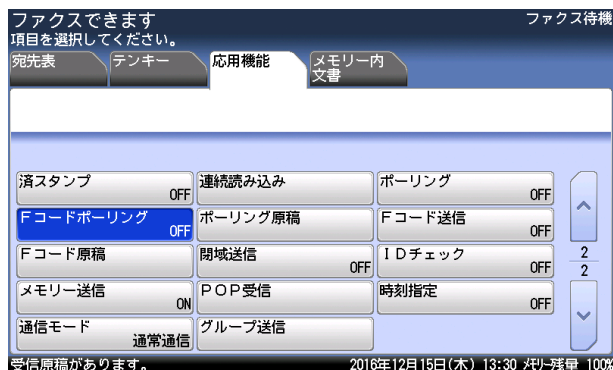 ファクスできます
ファクス待機
項目を選択してください。
宛先表
テンキー
応用機能
メモリー内
文書
済スタンプ
OFF
連続読み込み
ポーリング
OFF
Fコードポーリング
OFF
ポーリング原稿
Fコード送信
OFF
Fコード原稿
閉域送信
OFF
IDチェック
OFF
2
2
メモリー送信
ON
POP受信
時刻指定
OFF
通信モード
通常通信
グループ送信
受信原稿があります。
2016年12月15日(木) 13:30 メモリー残量 100%